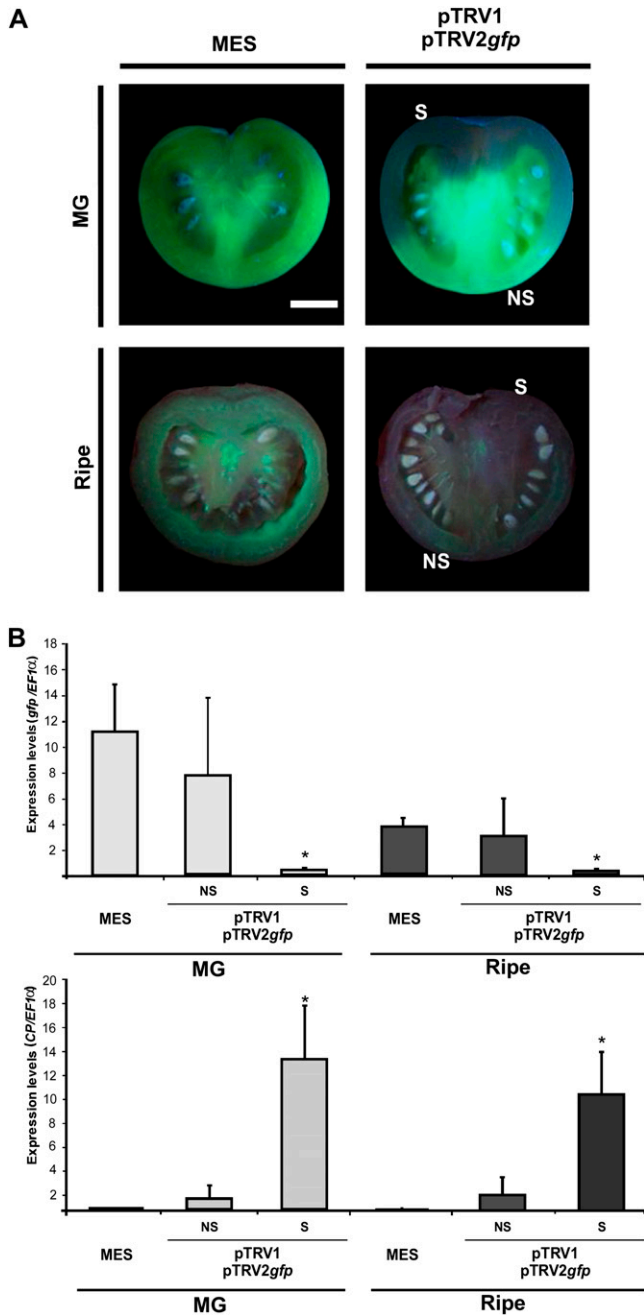 A
MES
pTRV1
pTRV2gfp
MG
S
NS
Ripe
S
NS
B
Expression levels (gfp/EF1α)
18
16
14
12
10
8
6
4
2
*
*
NS
S
NS
S
MES
pTRV1
pTRV2gfp
MES
pTRV1
pTRV2gfp
MG
Ripe
Expression levels (CP/EF1α)
20
18
16
14
12
10
8
6
4
2
*
*
NS
S
NS
S
MES
pTRV1
pTRV2gfp
MES
pTRV1
pTRV2gfp
MG
Ripe